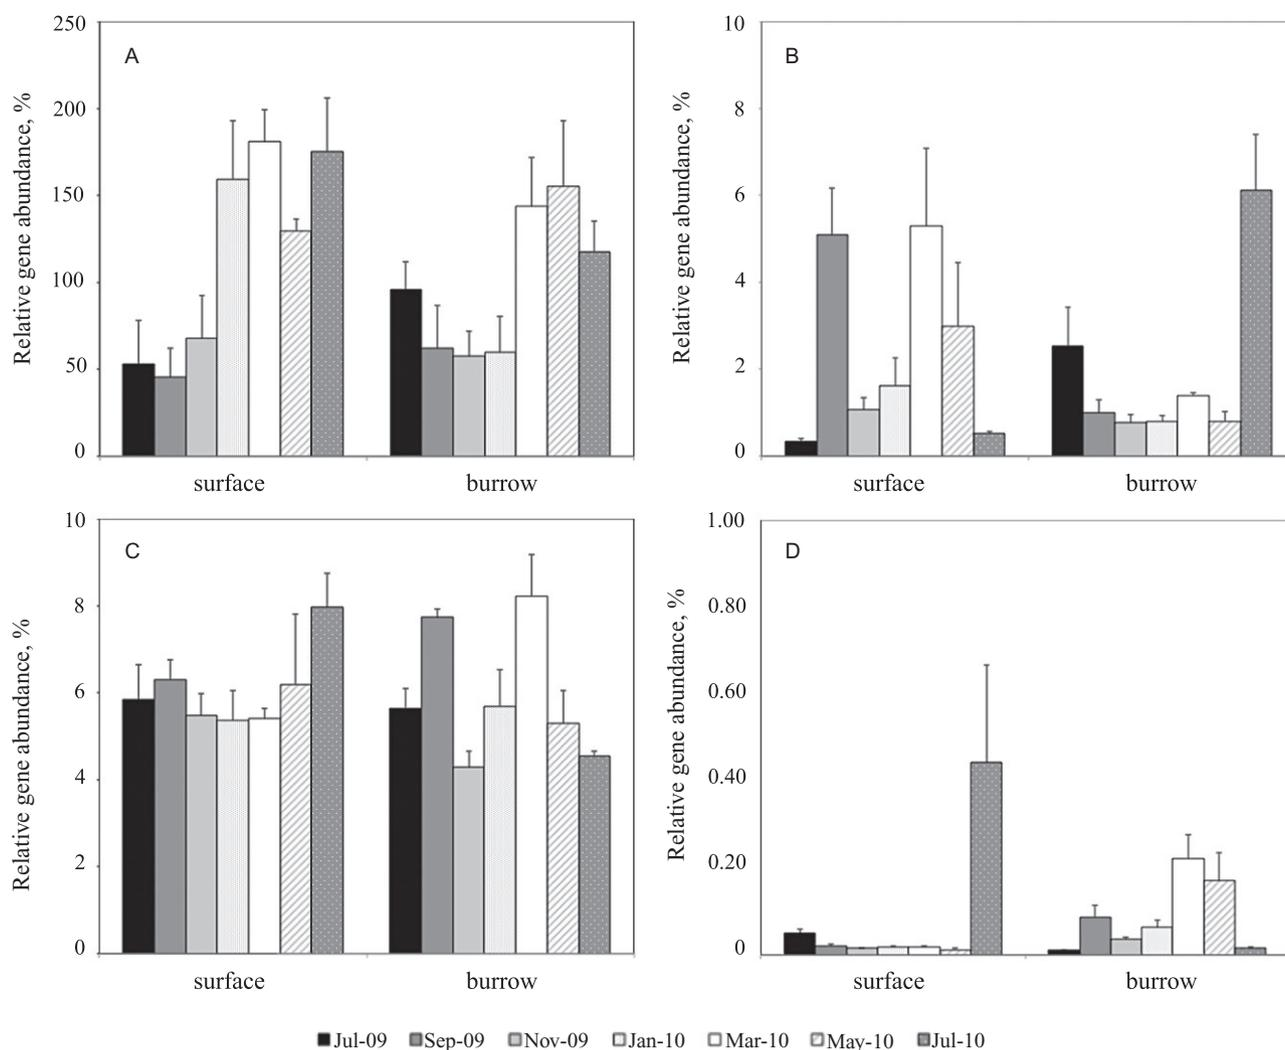 A
Relative gene abundance, %
250
200
150
100
50
0
surface burrow
B
Relative gene abundance, %
10
8
6
4
2
0
surface burrow
C
Relative gene abundance, %
10
8
6
4
2
0
surface burrow
D
Relative gene abundance, %
1.00
0.80
0.60
0.40
0.20
0
surface burrow
Jul-09 Sep-09 Nov-09 Jan-10 Mar-10 May-10 Jul-10